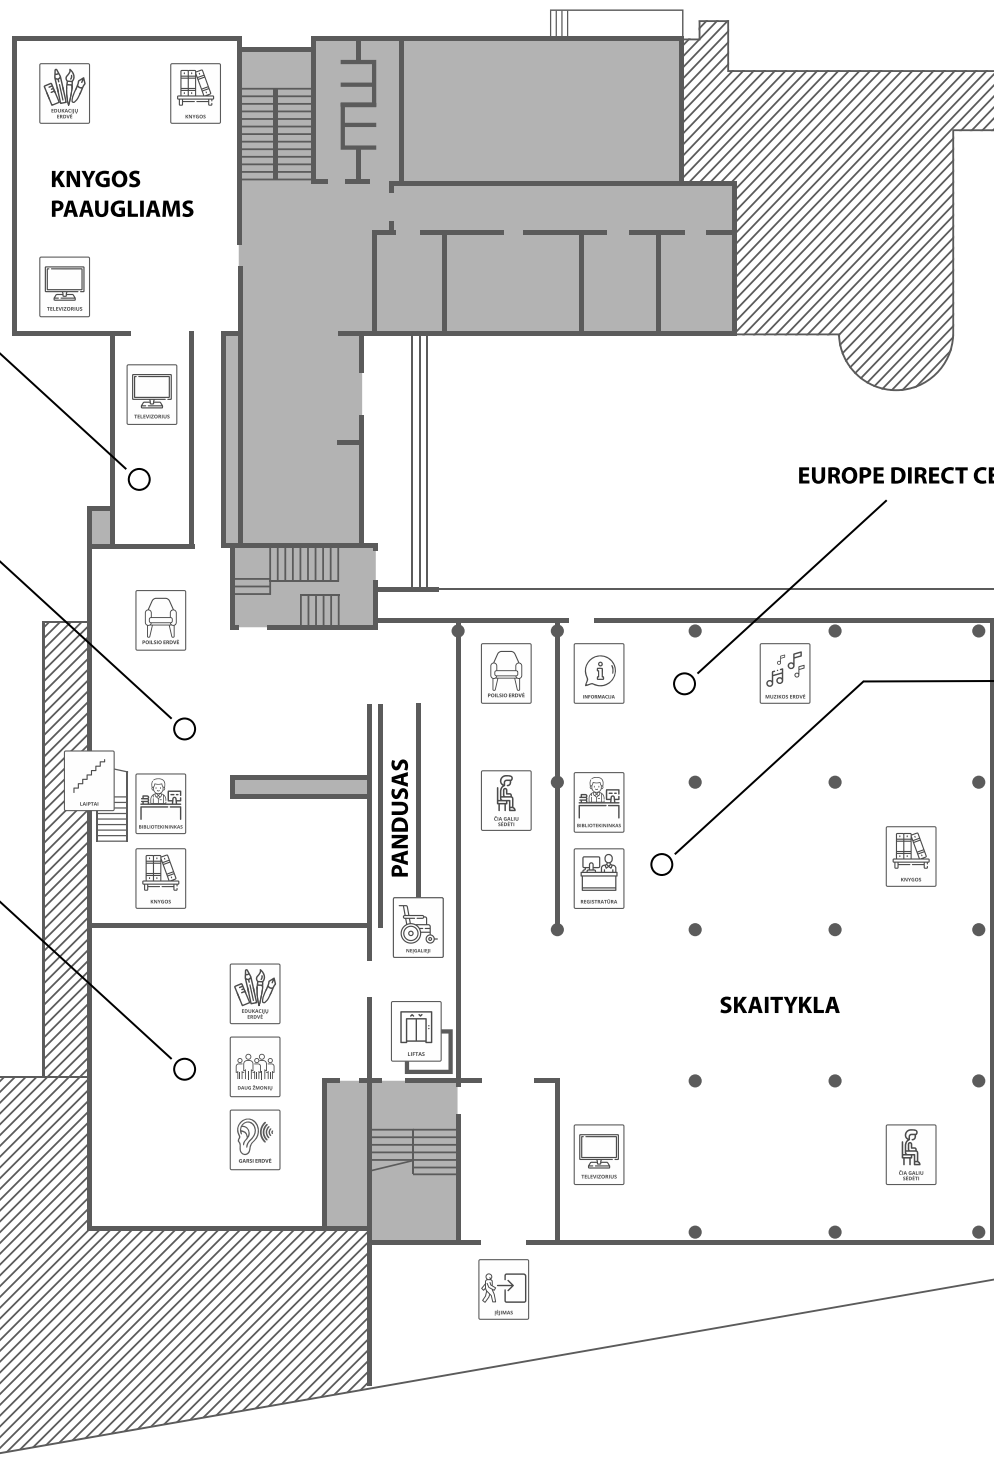 EDUKACIJŲ
ERDVĖ
KNYGOS
KNYGOS
PAAUGLIAMS
TELEVIZORIUS
TELEVIZORIUS
EUROPE DIRECT CE
POILSIO ERDVĖ
POILSIO ERDVĖ
INFORMACIJA
MUZIKOS ERDVĖ
LAIPTAI
BIBLIOTEKININKAS
PANDUSAS
ČIA GALIU
SĖDĖTI
BIBLIOTEKININKAS
KNYGOS
REGISTRATŪRA
KNYGOS
NEĮGALIEJI
EDUKACIJŲ
ERDVĖ
SKAITYKLA
LIFTAS
DAUG ŽMONIŲ
GARSI ERDVĖ
TELEVIZORIUS
ČIA GALIU
SĖDĖTI
ĮĖJIMAS